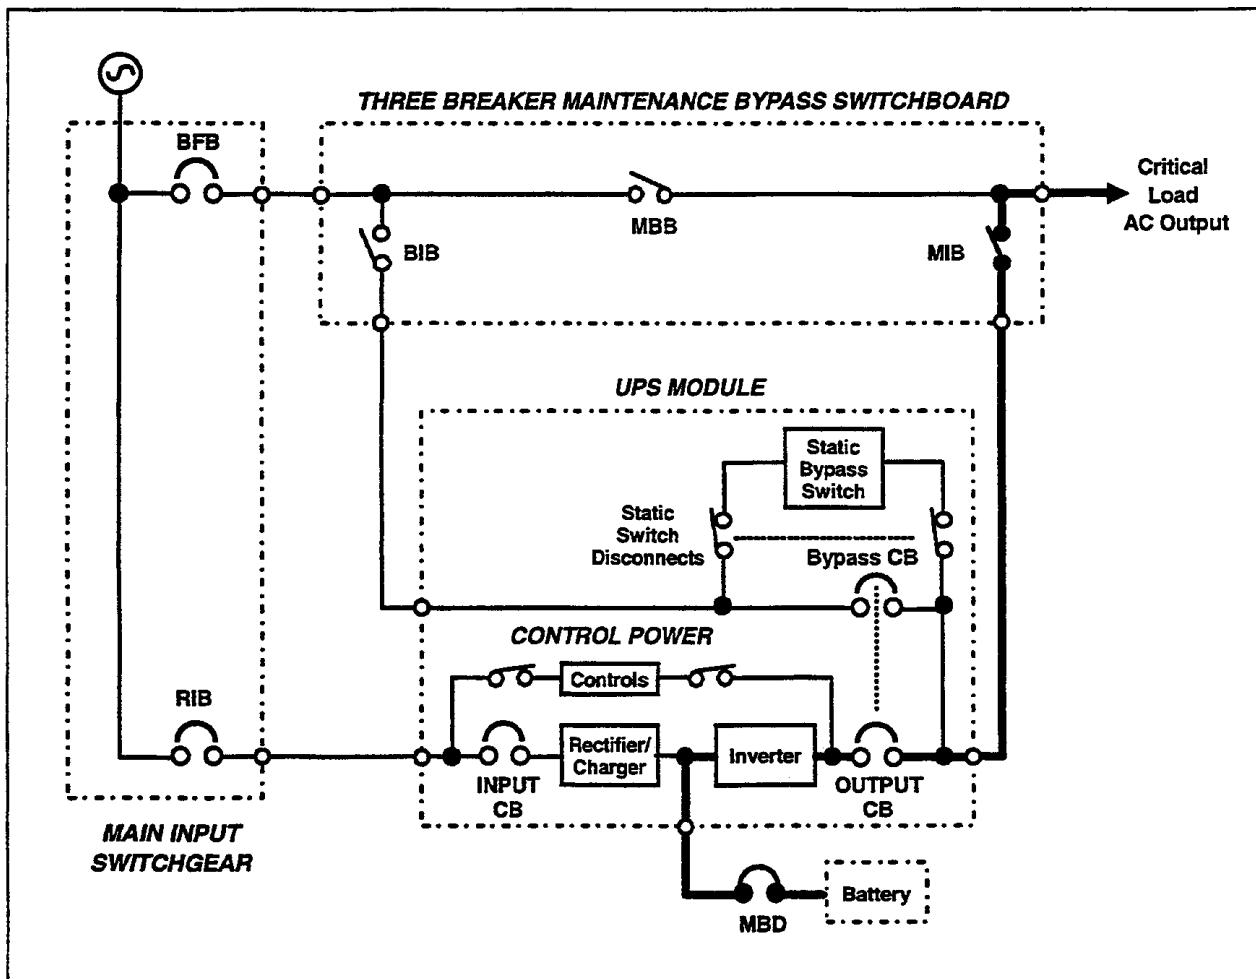 THREE BREAKER MAINTENANCE BYPASS SWITCHBOARD
BFB
Critical
Load
AC Output
MBB
BIB
MIB
UPS MODULE
Static
Bypass
Switch
Static
Switch
Disconnects
Bypass CB
CONTROL POWER
Controls
RIB
Rectifier/
Charger
Inverter
INPUT
CB
OUTPUT
CB
MAIN INPUT
SWITCHGEAR
Battery
MBD